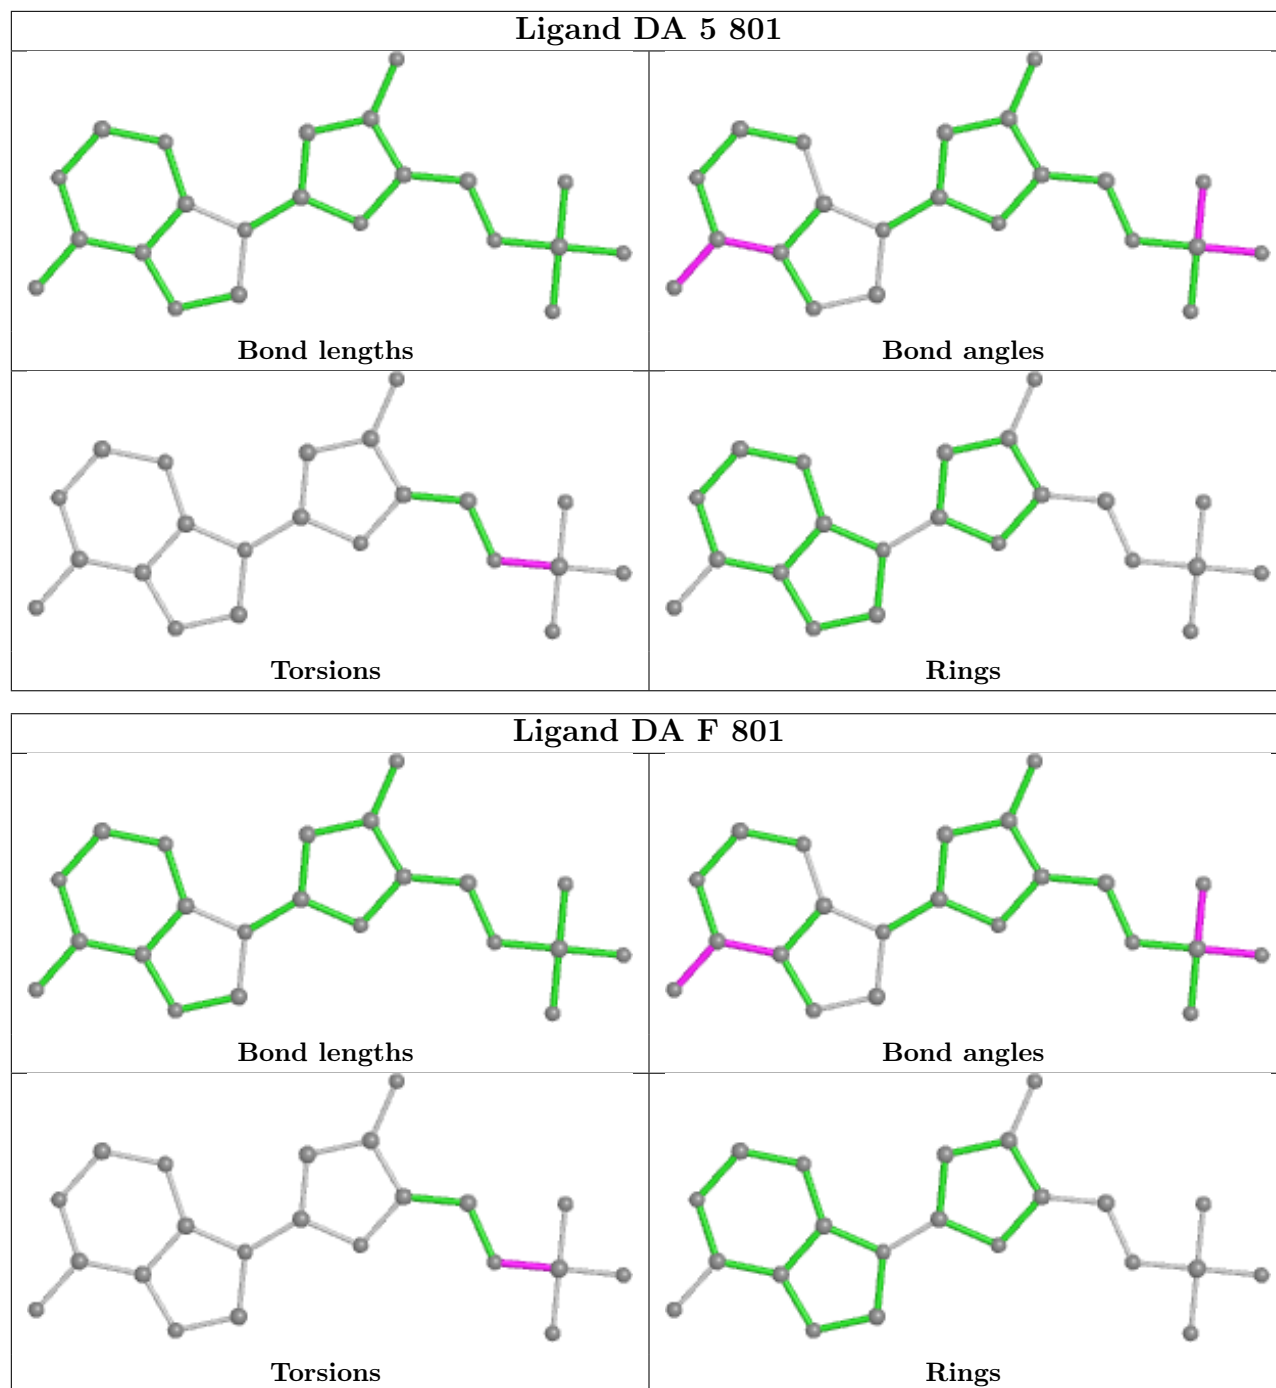 Ligand DA 5 801
Bond lengths
Bond angles
Torsions
Rings
Ligand DA F 801
Bond lengths
Bond angles
Torsions
Rings